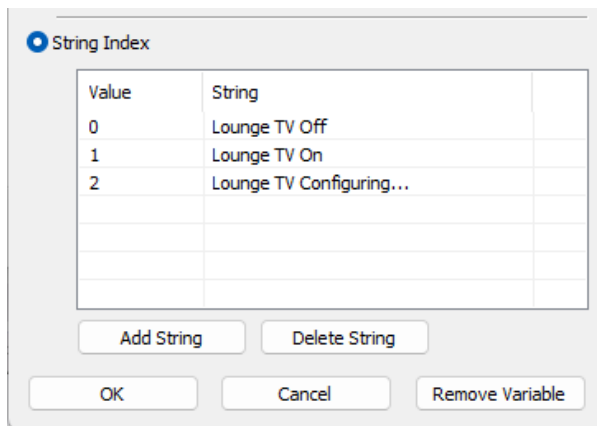 String Index
Value String
0 Lounge TV Off
1 Lounge TV On
2 Lounge TV Configuring...
Add String Delete String
OK Cancel Remove Variable